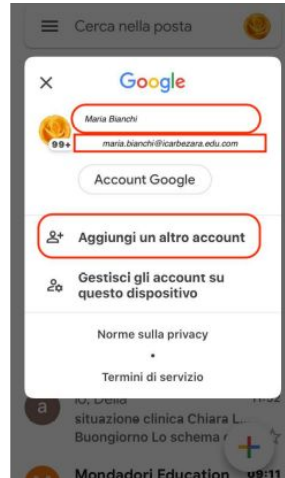 Cerca nella posta
Google
Maria Bianchi
99+
maria.bianchi@icarbezara.edu.com
Account Google
Aggiungi un altro account
Gestisci gli account su
questo dispositivo
Norme sulla privacy
•
Termini di servizio
a
situazione clinica Chiara L...
Buongiorno Lo schema
Mondadori Education 09:11